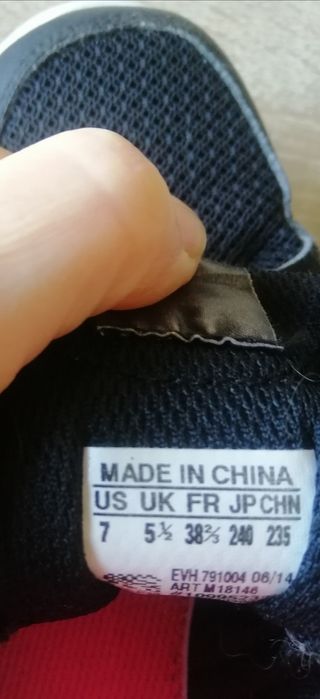 MADE IN CHINA
US UK FR JP CHN
7 5½ 38⅔ 240 235
EVH 791004 06/14
ART M18146